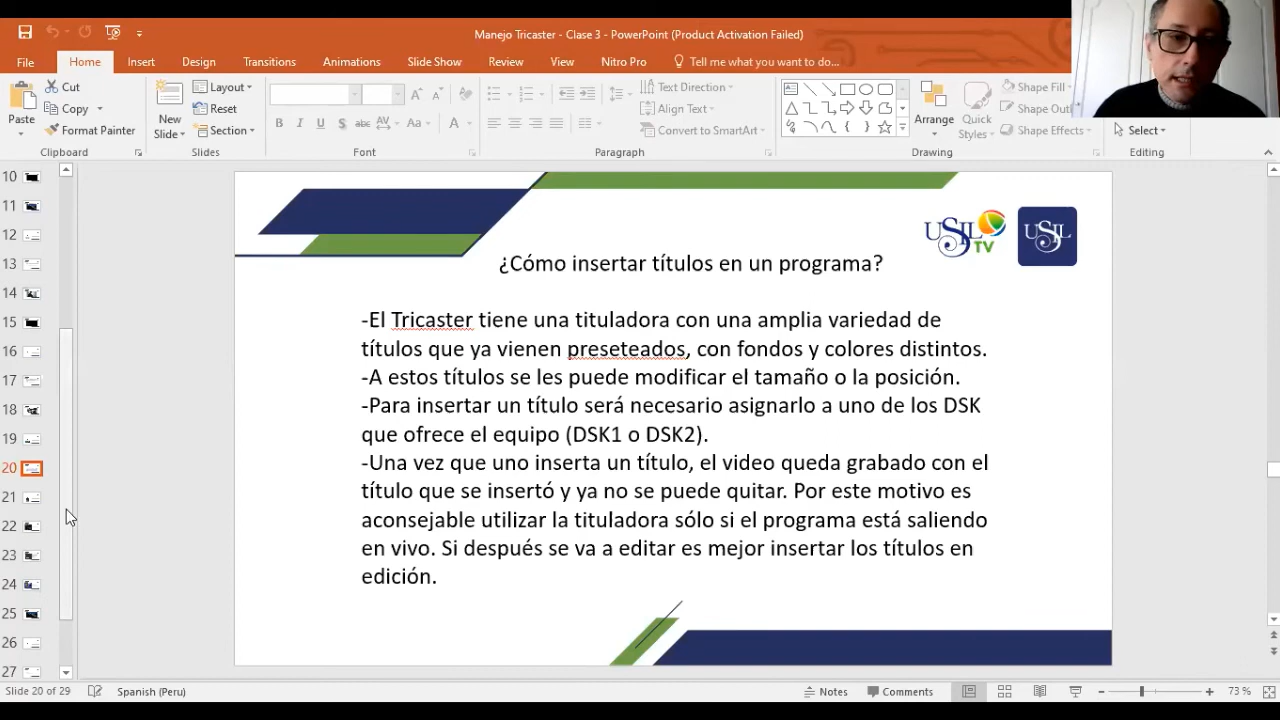 Manejo Tricaster - Clase 3 - PowerPoint (Product Activation Failed)
File Home Insert Design Transitions Animations Slide Show Review View Nitro Pro Tell me what you want to do...
Paste
Cut
Copy
Format Painter
Clipboard
New
Slide
Layout
Reset
Section
Slides
B I U S abc AV Aa A
Font
Text Direction
Align Text
Convert to SmartArt
Paragraph
Arrange
Quick
Styles
Shape Fill
Shape Effects
Drawing
Select
Editing
10
11
12
13
14
15
16
17
18
19
20
21
22
23
24
25
26
27
USIL
TV
USIL
¿Cómo insertar títulos en un programa?
-El Tricaster tiene una tituladora con una amplia variedad de
títulos que ya vienen preseteados, con fondos y colores distintos.
-A estos títulos se les puede modificar el tamaño o la posición.
-Para insertar un título será necesario asignarlo a uno de los DSK
que ofrece el equipo (DSK1 o DSK2).
-Una vez que uno inserta un título, el video queda grabado con el
título que se insertó y ya no se puede quitar. Por este motivo es
aconsejable utilizar la tituladora sólo si el programa está saliendo
en vivo. Si después se va a editar es mejor insertar los títulos en
edición.
Slide 20 of 29 Spanish (Peru) Notes Comments 73 %